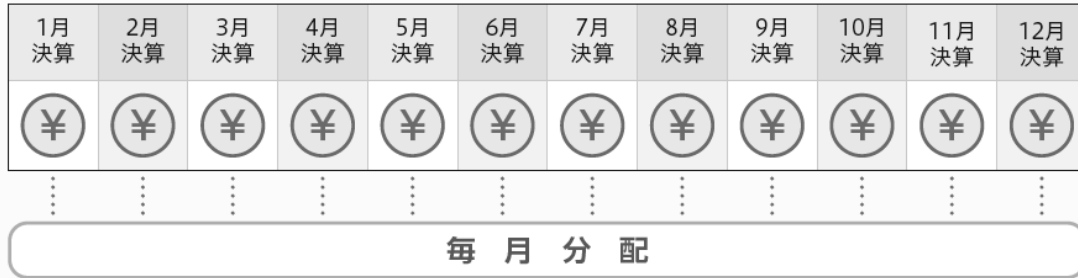 1月
決算
2月
決算
3月
決算
4月
決算
5月
決算
6月
決算
7月
決算
8月
決算
9月
決算
10月
決算
11月
決算
12月
決算
¥ ¥ ¥ ¥ ¥ ¥ ¥ ¥ ¥ ¥ ¥ ¥
毎月分配